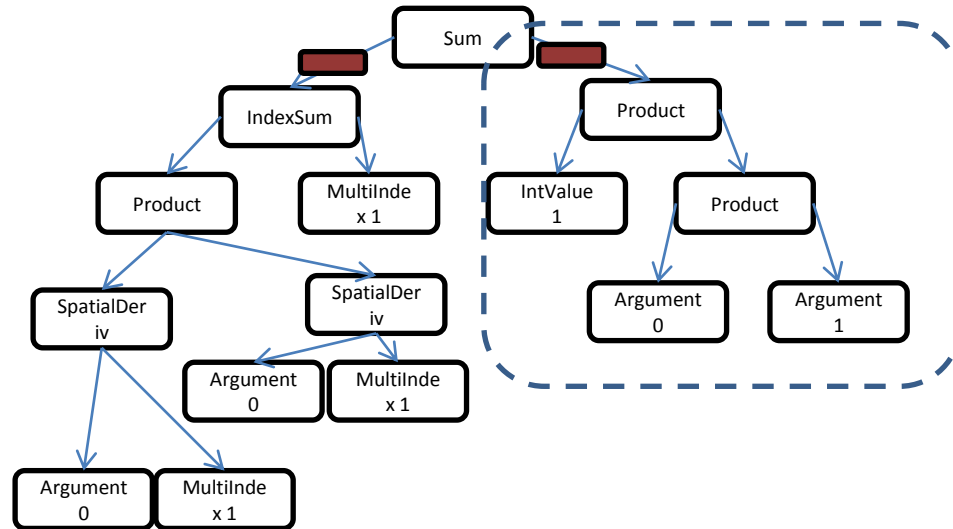 Sum
IndexSum
Product
Product
MultiInde
x 1
IntValue
1
Product
SpatialDer
iv
SpatialDer
iv
Argument
0
Argument
1
Argument
0
MultiInde
x 1
Argument
0
MultiInde
x 1